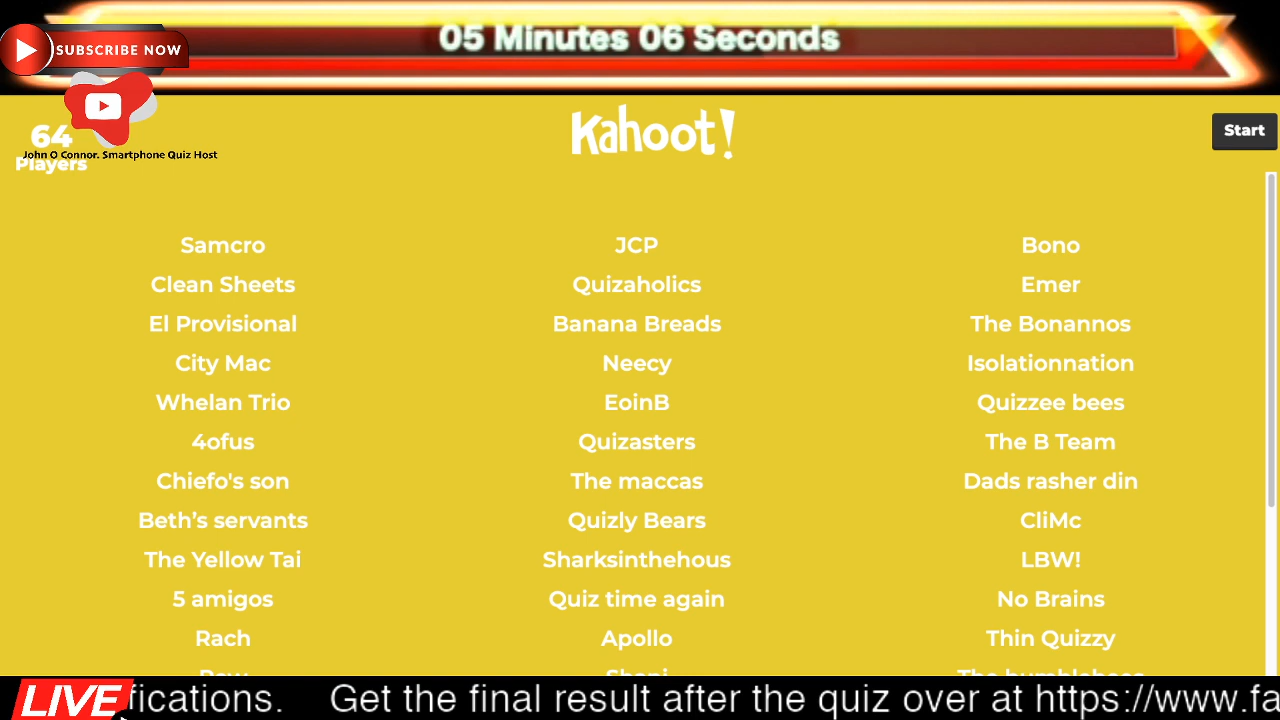 05 Minutes 06 Seconds
SUBSCRIBE NOW
64
John O Connor. Smartphone Quiz Host
Players
Kahoot!
Start
Samcro JCP Bono
Clean Sheets Quizaholics Emer
El Provisional Banana Breads The Bonannos
City Mac Neecy Isolationnation
Whelan Trio EoinB Quizzee bees
4ofus Quizasters The B Team
Chiefo's son The maccas Dads rasher din
Beth’s servants Quizly Bears CliMc
The Yellow Tai Sharksinthehous LBW!
5 amigos Quiz time again No Brains
Rach Apollo Thin Quizzy
LIVE fications. Get the final result after the quiz over at https://www.fa